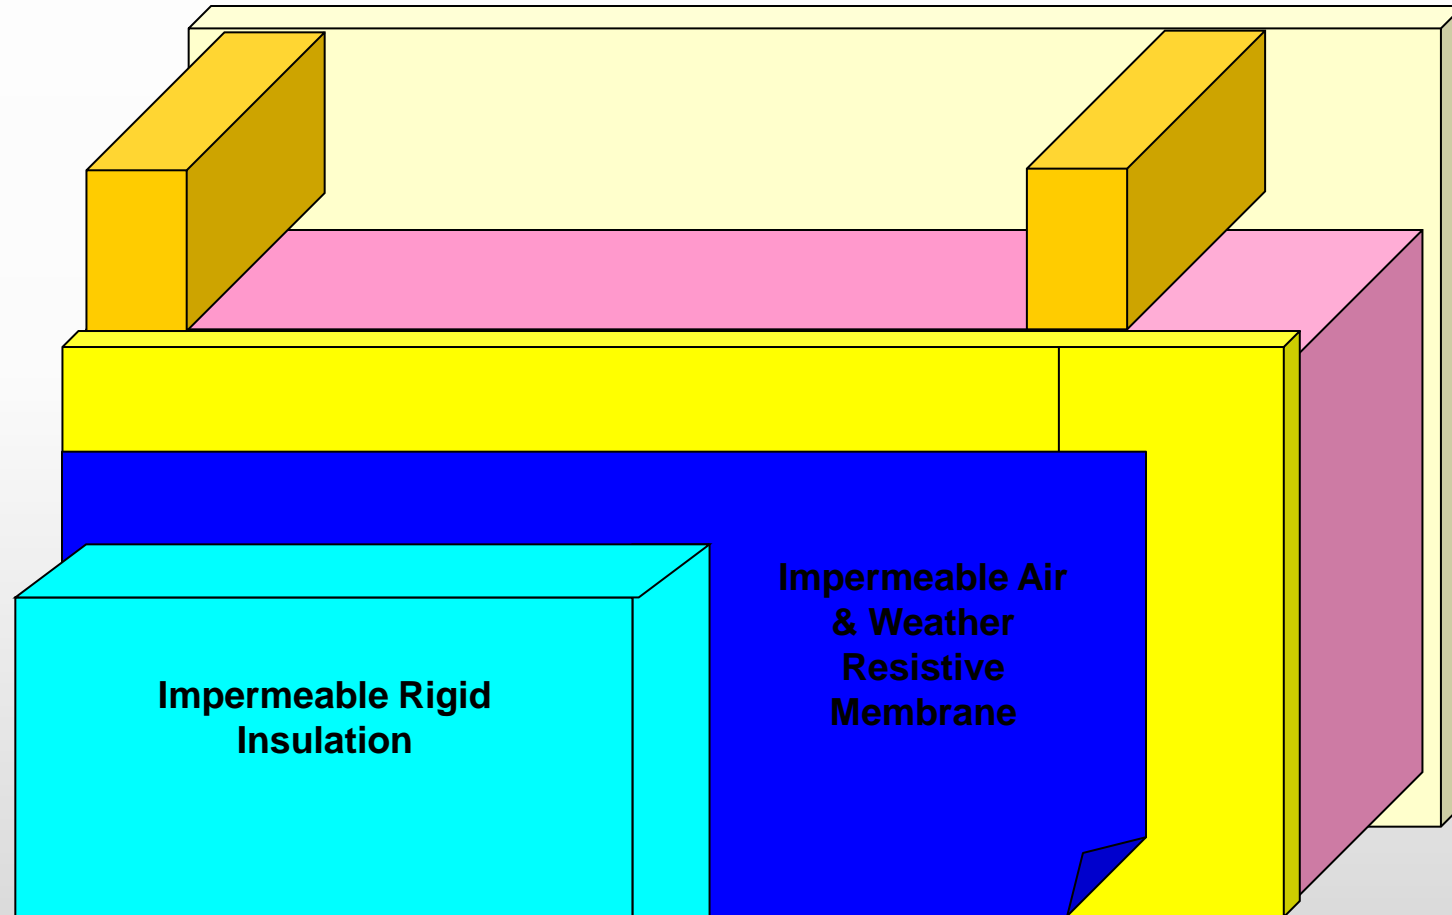 Impermeable Air
& Weather
Resistive
Membrane
Impermeable Rigid
Insulation